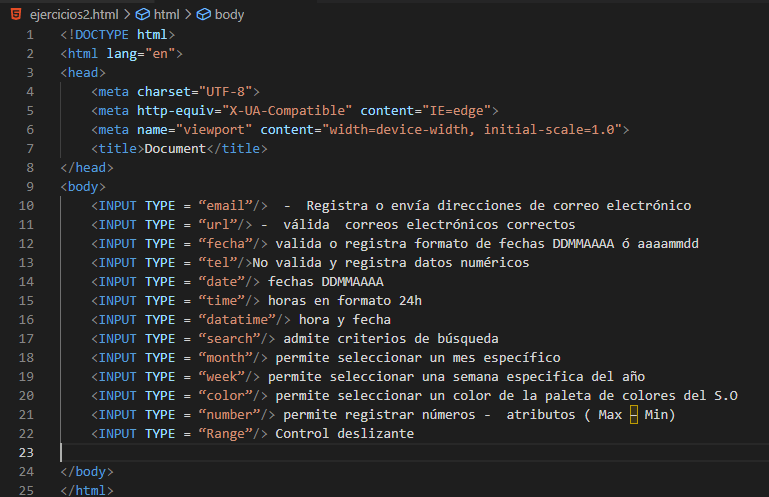 ejercicios2.html > html > body
1 <!DOCTYPE html>
2 <html lang="en">
3 <head>
4 <meta charset="UTF-8">
5 <meta http-equiv="X-UA-Compatible" content="IE=edge">
6 <meta name="viewport" content="width=device-width, initial-scale=1.0">
7 <title>Document</title>
8 </head>
9 <body>
10 <INPUT TYPE = “email”/> - Registra o envía direcciones de correo electrónico
11 <INPUT TYPE = “url”/> - válida correos electrónicos correctos
12 <INPUT TYPE = “fecha”/> valida o registra formato de fechas DDMMAAAA ó aaaammdd
13 <INPUT TYPE = “tel”/>No valida y registra datos numéricos
14 <INPUT TYPE = “date”/> fechas DDMMAAAA
15 <INPUT TYPE = “time”/> horas en formato 24h
16 <INPUT TYPE = “datatime”/> hora y fecha
17 <INPUT TYPE = “search”/> admite criterios de búsqueda
18 <INPUT TYPE = “month”/> permite seleccionar un mes específico
19 <INPUT TYPE = “week”/> permite seleccionar una semana especifica del año
20 <INPUT TYPE = “color”/> permite seleccionar un color de la paleta de colores del S.O
21 <INPUT TYPE = “number”/> permite registrar números - atributos ( Max – Min)
22 <INPUT TYPE = “Range”/> Control deslizante
23
24 </body>
25 </html>